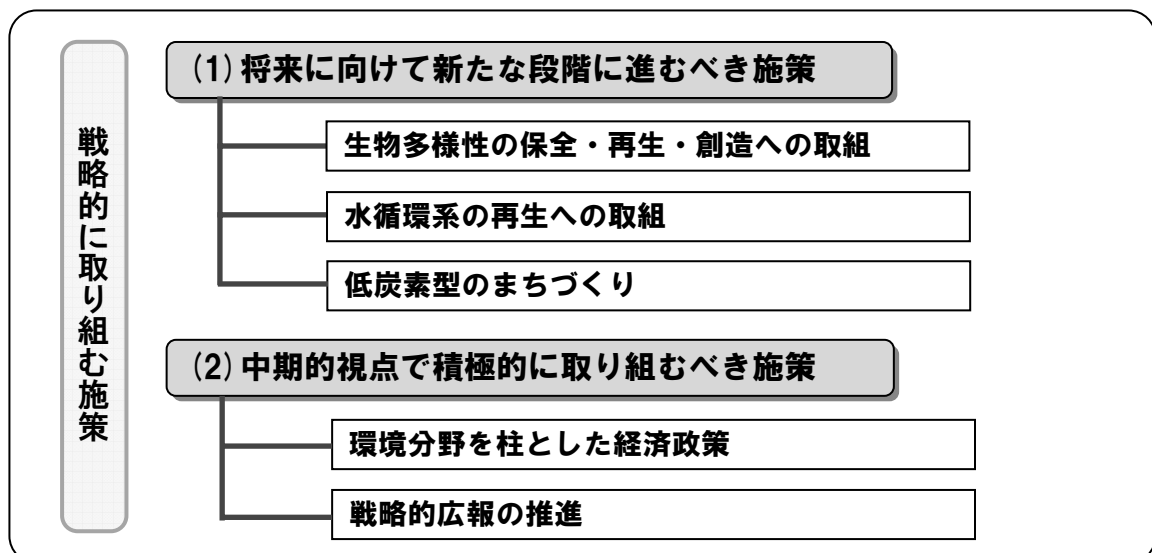 戦略的に取り組む施策
(1)将来に向けて新たな段階に進むべき施策
生物多様性の保全・再生・創造への取組
水循環系の再生への取組
低炭素型のまちづくり
(2)中期的視点で積極的に取り組むべき施策
環境分野を柱とした経済政策
戦略的広報の推進